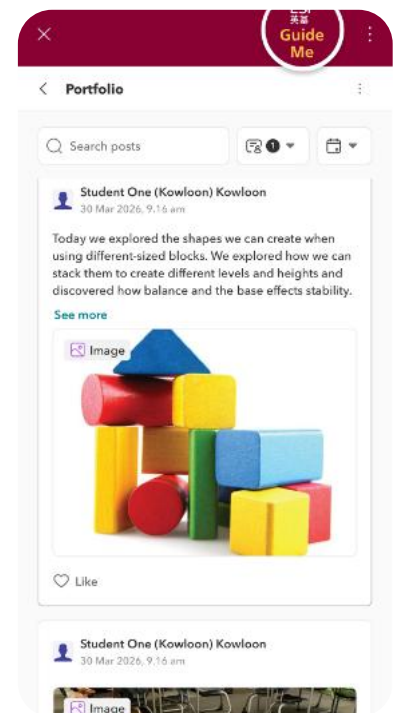 英基
Guide
Me
Portfolio
Search posts
1
Student One (Kowloon) Kowloon
30 Mar 2026, 9.16 am
Today we explored the shapes we can create when
using different-sized blocks. We explored how we can
stack them to create different levels and heights and
discovered how balance and the base effects stability.
See more
Image
Like
Student One (Kowloon) Kowloon
30 Mar 2026, 9.16 am
Image